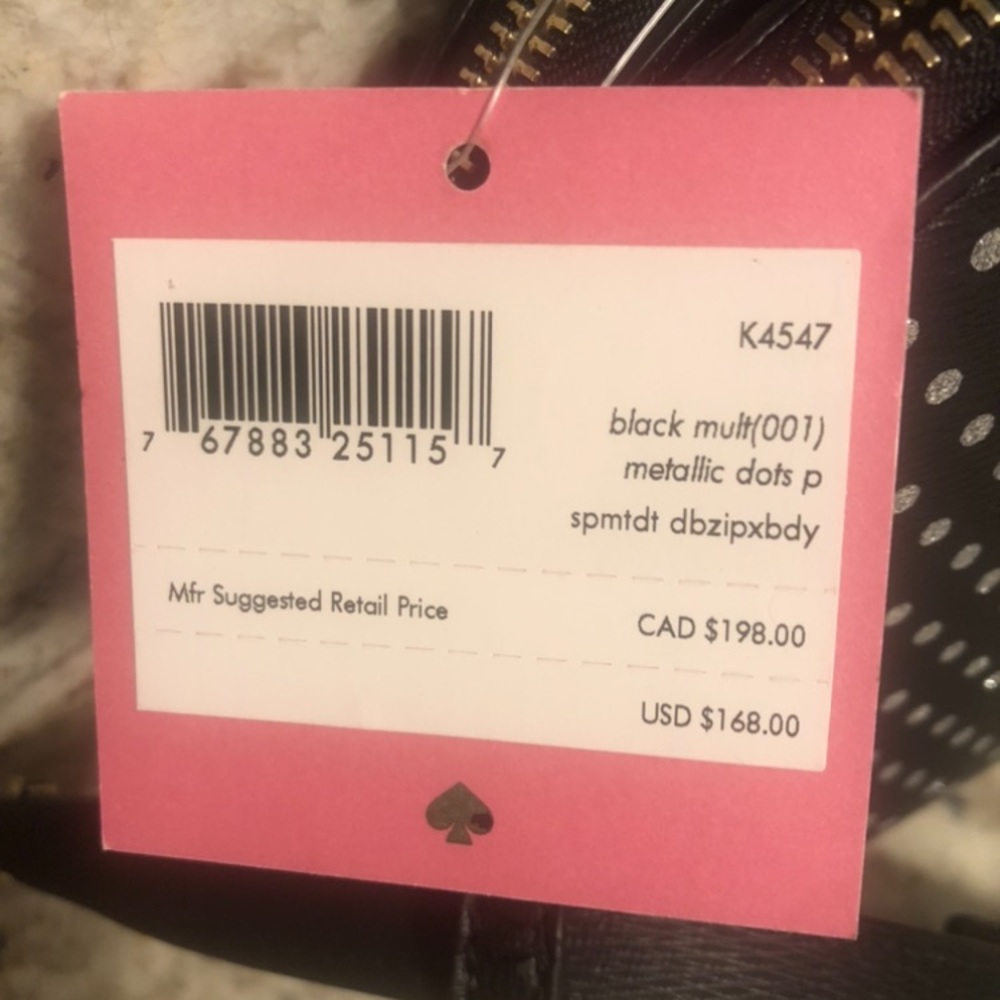 7 67883 25115 7
K4547
black mult(001)
metallic dots p
spmtdt dbzipxbdy
Mfr Suggested Retail Price
CAD $198.00
USD $168.00